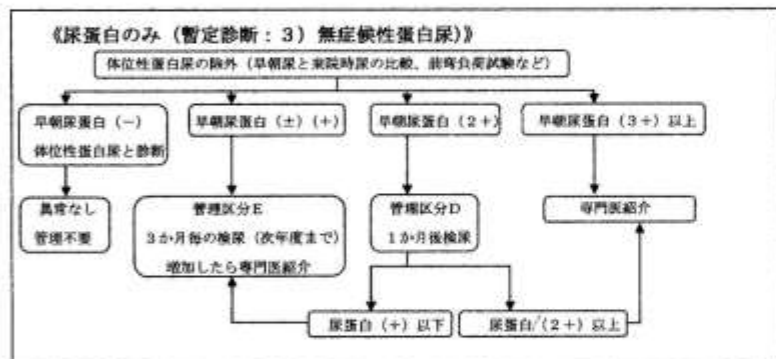 《尿蛋白のみ（暫定診断：3）無症候性蛋白尿）》
体位性蛋白尿の除外（早朝尿と来院時尿の比較、前弯負荷試験など）
早朝尿蛋白（－）
体位性蛋白尿と診断
早朝尿蛋白（±）（＋）
早朝尿蛋白（2＋）
早朝尿蛋白（3＋）以上
異常なし
管理不要
管理区分E
3か月毎の検尿（次年度まで）
増加したら専門医紹介
管理区分D
1か月後検尿
専門医紹介
尿蛋白（＋）以下
尿蛋白/（2＋）以上